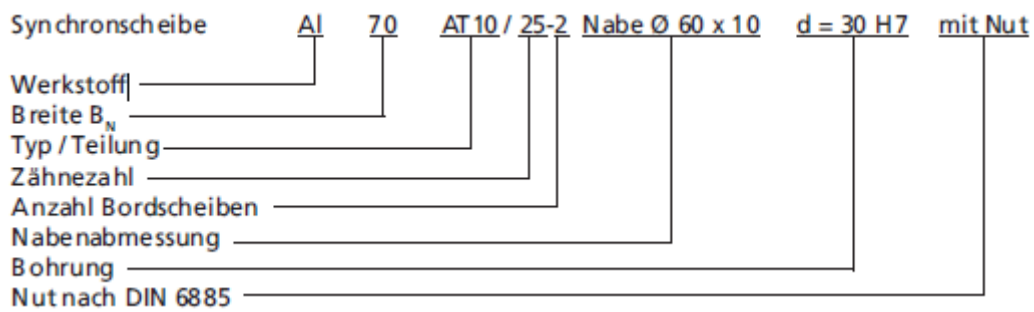 Synchronscheibe Al 70 AT10 / 25-2 Nabe Ø 60 x 10 d = 30 H7 mit Nut
Werkstoff
Breite B_N
Typ / Teilung
Zähnezahl
Anzahl Bordscheiben
Nabenabmessung
Bohrung
Nut nach DIN 6885